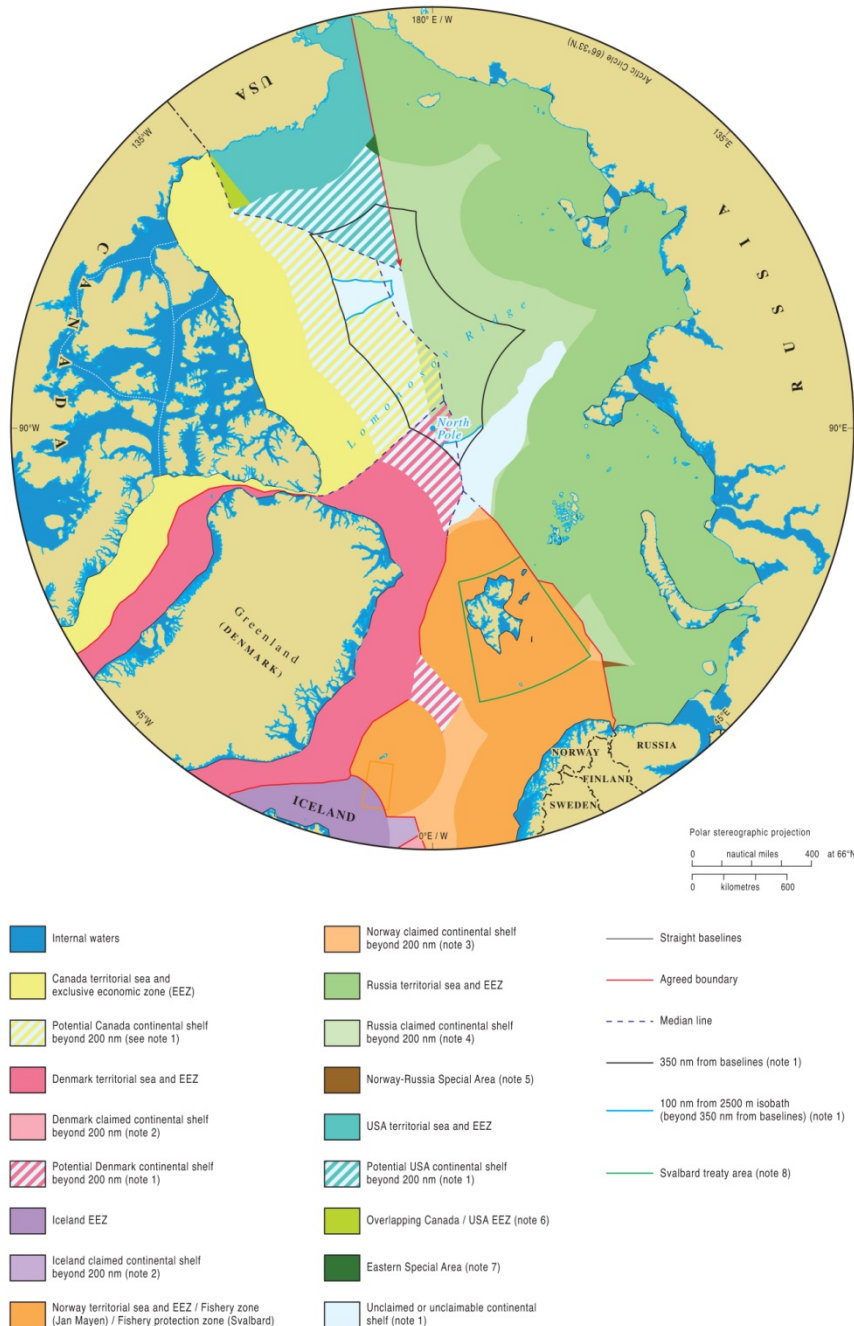 180° E / W
Arctic Circle (66°33'N)
USA
135°W
135°E
CANADA
RUSSIA
Lomonosov Ridge
90°W
North
Pole
90°E
Greenland
(DENMARK)
45°W
45°E
NORWAY
RUSSIA
FINLAND
SWEDEN
ICELAND
0°E / W
Polar stereographic projection
0 nautical miles 400 at 66°N
0 kilometres 600
Internal waters
Canada territorial sea and
exclusive economic zone (EEZ)
Potential Canada continental shelf
beyond 200 nm (see note 1)
Denmark territorial sea and EEZ
Denmark claimed continental shelf
beyond 200 nm (note 2)
Potential Denmark continental shelf
beyond 200 nm (note 1)
Iceland EEZ
Iceland claimed continental shelf
beyond 200 nm (note 2)
Norway territorial sea and EEZ / Fishery zone
(Jan Mayen) / Fishery protection zone (Svalbard)
Norway claimed continental shelf
beyond 200 nm (note 3)
Russia territorial sea and EEZ
Russia claimed continental shelf
beyond 200 nm (note 4)
Norway-Russia Special Area (note 5)
USA territorial sea and EEZ
Potential USA continental shelf
beyond 200 nm (note 1)
Overlapping Canada / USA EEZ (note 6)
Eastern Special Area (note 7)
Unclaimed or unclaimable continental
shelf (note 1)
Straight baselines
Agreed boundary
Median line
350 nm from baselines (note 1)
100 nm from 2500 m isobath
(beyond 350 nm from baselines) (note 1)
Svalbard treaty area (note 8)